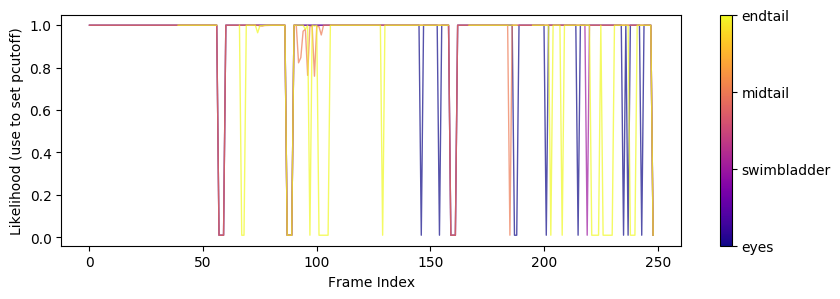 Likelihood (use to set pcutoff)
1.0
0.8
0.6
0.4
0.2
0.0
0
50
100
150
200
250
Frame Index
endtail
midtail
swimbladder
eyes